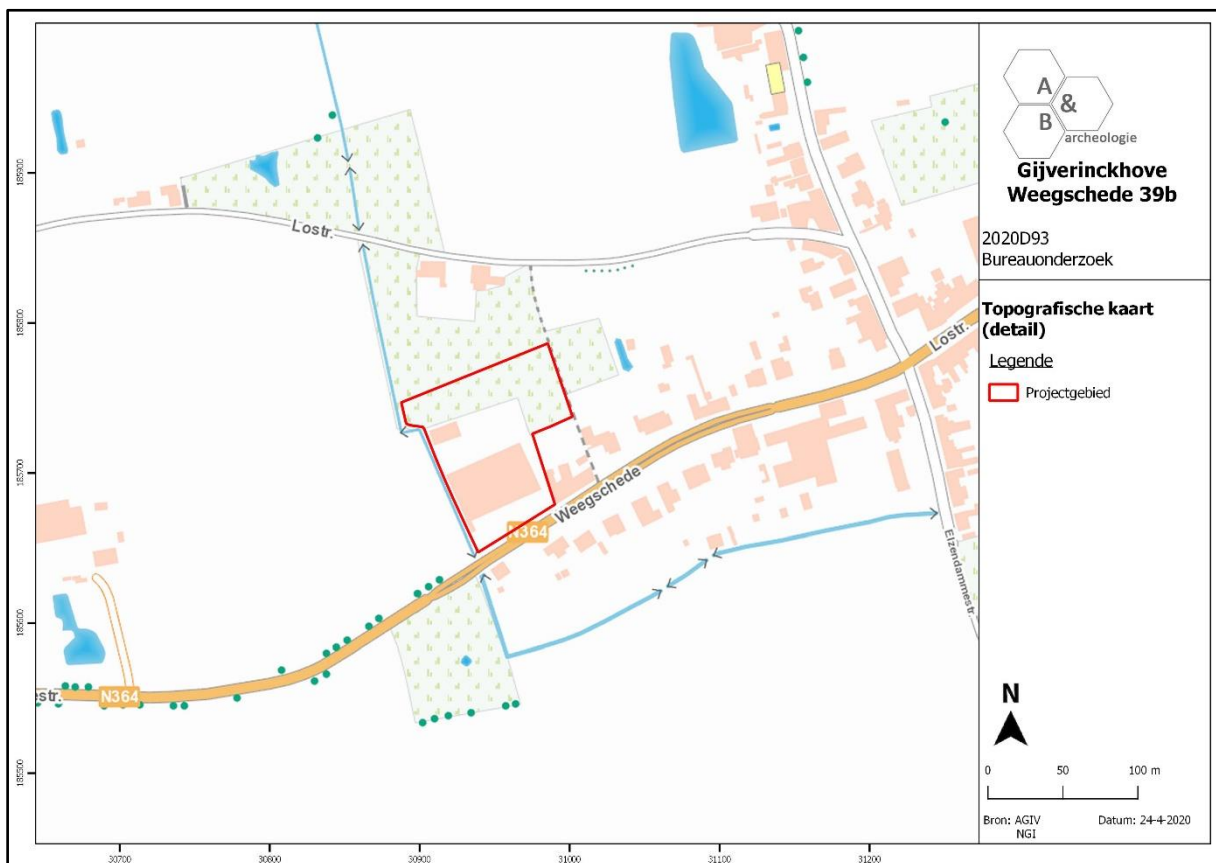 A
&
B
archeologie
Gijverinckhove
Weegschede 39b
2020D93
Bureauonderzoek
Topografische kaart
(detail)
Legende
Projectgebied
N
0 50 100 m
Bron: AGIV Datum: 24-4-2020
NGI
Lostr.
Lostr.
Weegschede
N364
Elzendammestr.
N364
estr.
185900
185800
185700
185600
185500
30700 30800 30900 31000 31100 31200